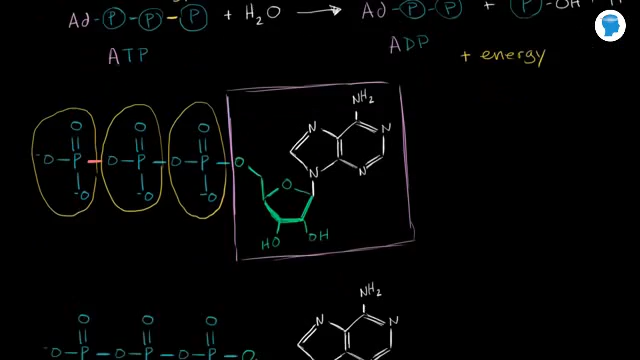 Ad - P - P - P + H₂O → Ad - P - P + P - OH +
ATP ADP
+ energy
NH₂
O O O
N N
⁻O - P - O - P - O - P - O
N N
⁻O ⁻O ⁻O
O
HO OH
NH₂
O O O
N N
⁻O - P - O - P - O - P - O